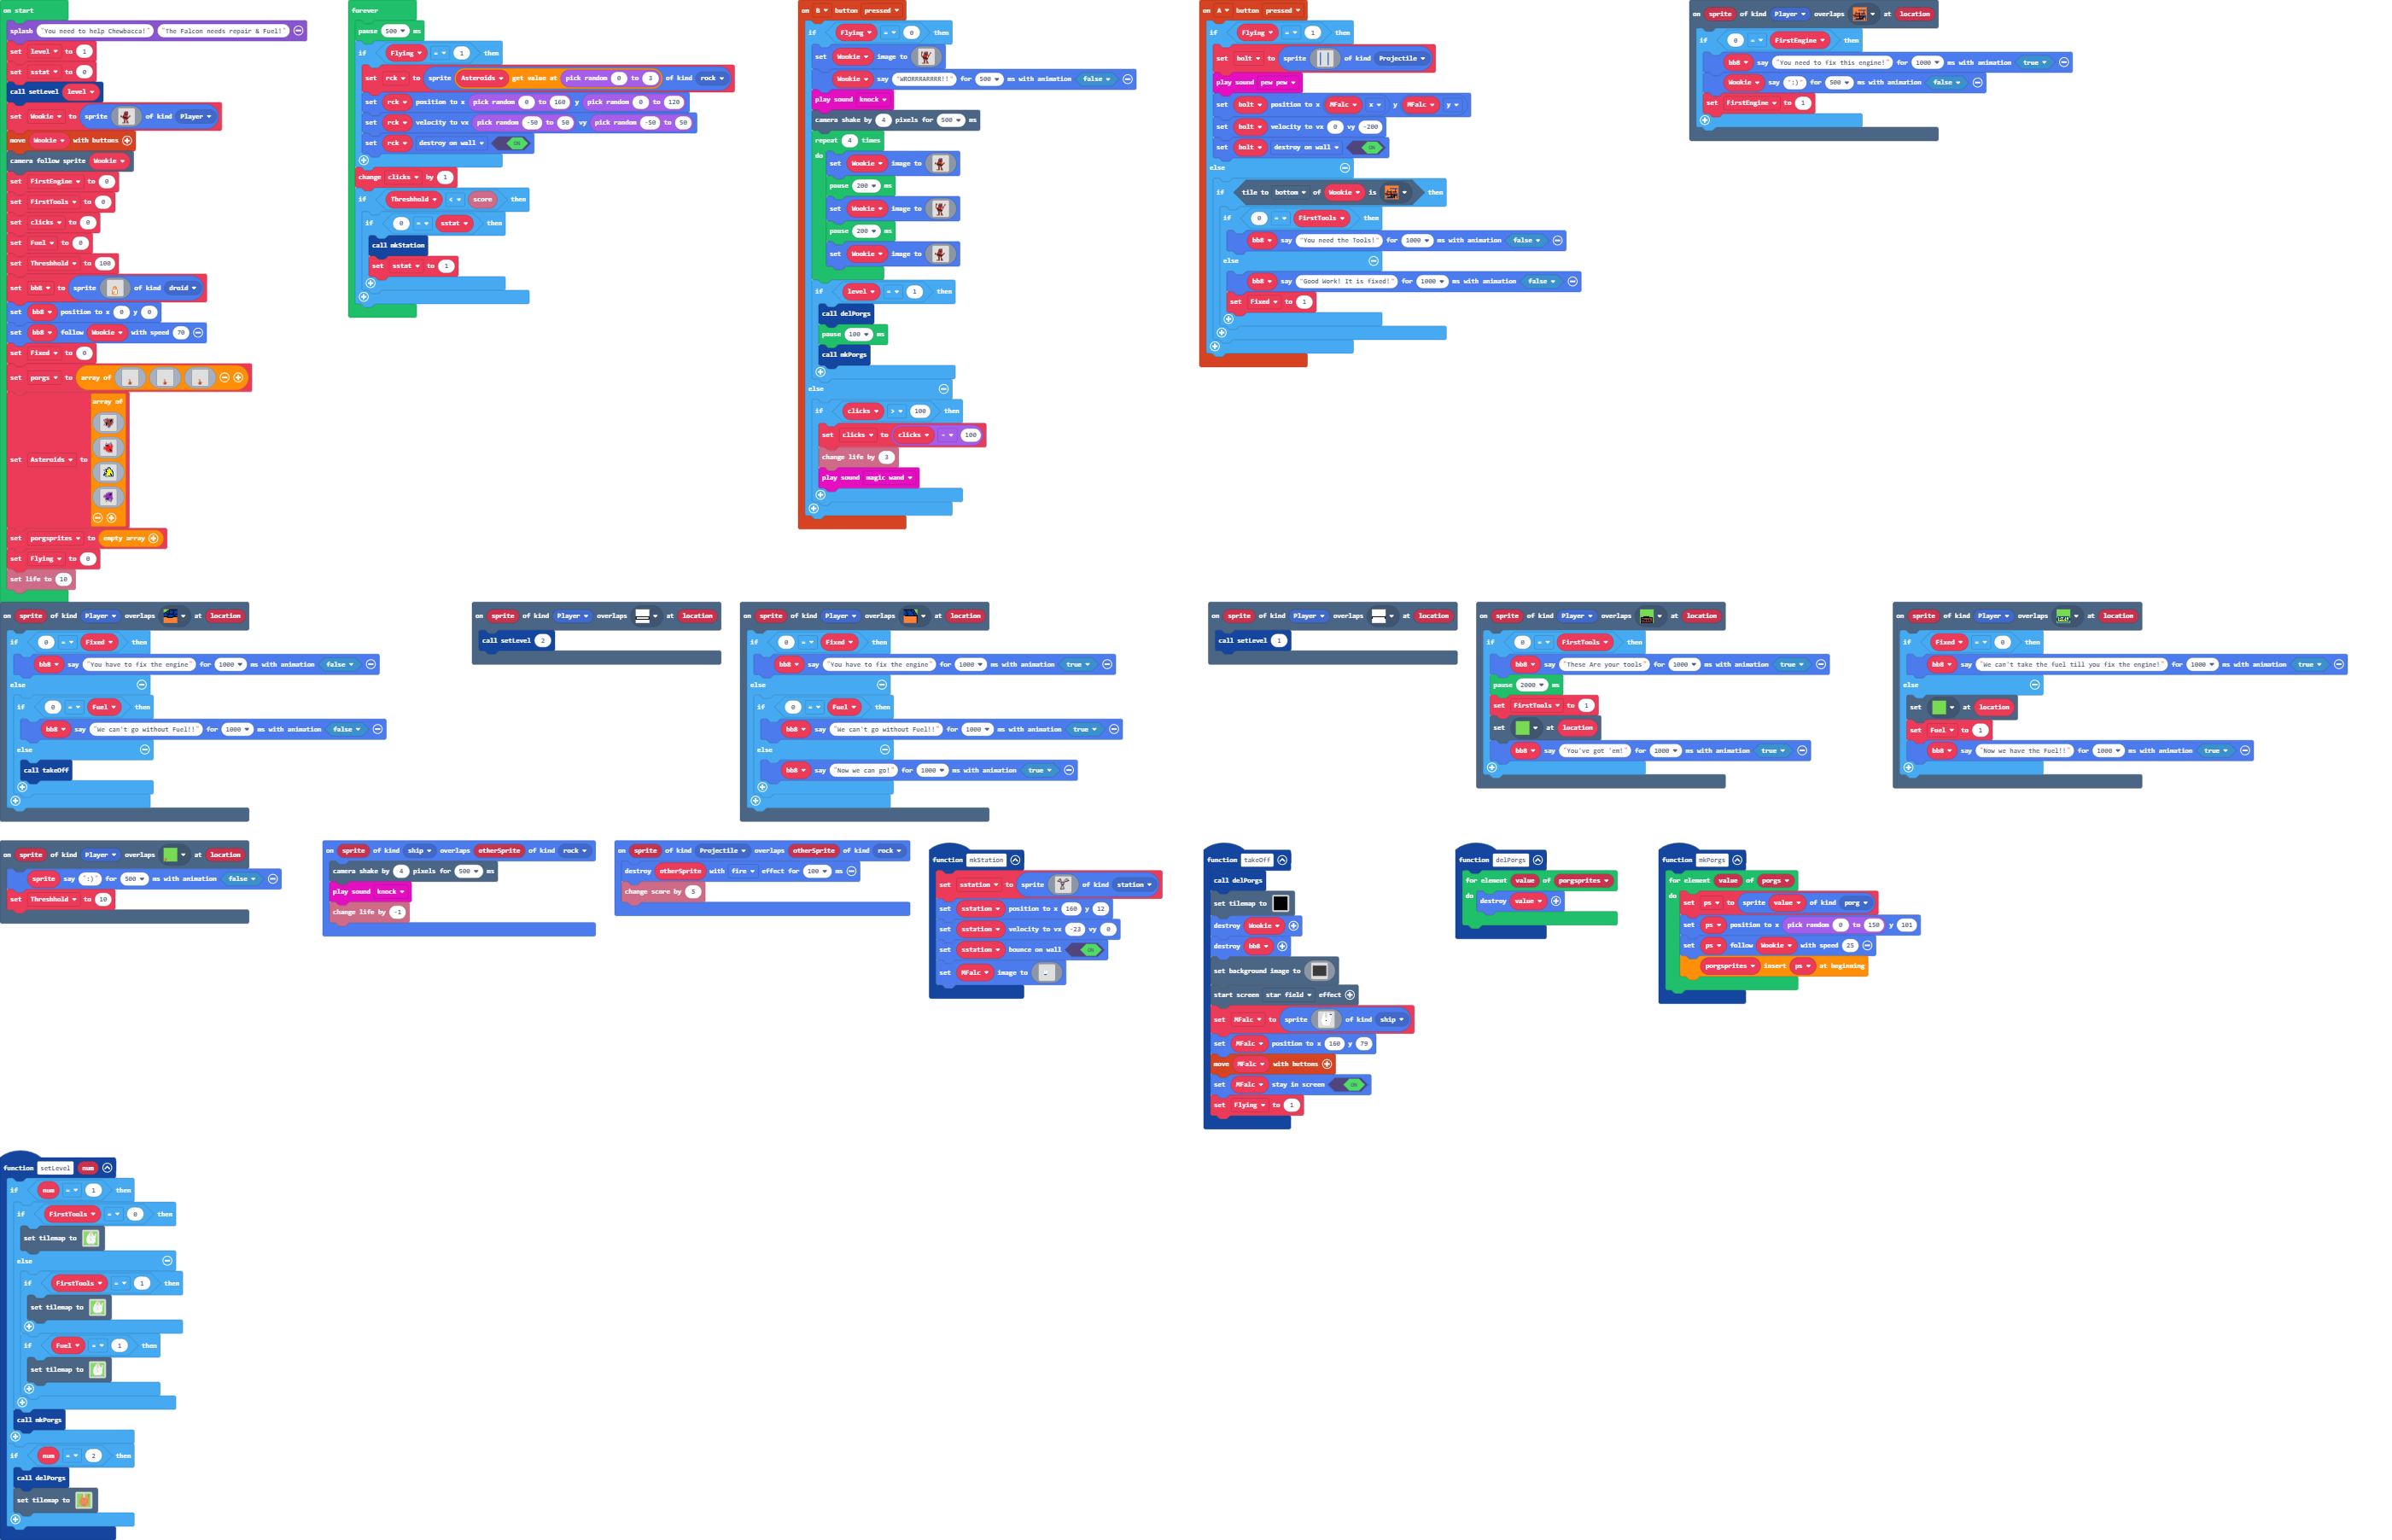 on start
splash "You need to help Chewbacca!" "The Falcon needs repair & Fuel!"
set level to 1
set sstat to 0
call setLevel level
set Wookie to sprite of kind Player
move Wookie with buttons
camera follow sprite Wookie
set FirstEngine to 0
set FirstTools to 0
set clicks to 0
set Fuel to 0
set Threshhold to 100
set bb8 to sprite of kind droid
set bb8 position to x 0 y 0
set bb8 follow Wookie with speed 70
set Fixed to 0
set porgs to array of
array of
set Asteroids to
set porgsprites to empty array
set Flying to 0
set life to 10
forever
pause 500 ms
if Flying = 1 then
set rck to sprite Asteroids get value at pick random 0 to 3 of kind rock
set rck position to x pick random 0 to 160 y pick random 0 to 120
set rck velocity to vx pick random -50 to 50 vy pick random -50 to 50
set rck destroy on wall ON
change clicks by 1
if Threshhold < score then
if 0 = sstat then
call mkStation
set sstat to 1
on B button pressed
if Flying = 0 then
set Wookie image to
Wookie say "WRORRRARRRR!!" for 500 ms with animation false
play sound knock
camera shake by 4 pixels for 500 ms
repeat 4 times
do
set Wookie image to
pause 200 ms
set Wookie image to
pause 200 ms
set Wookie image to
if level = 1 then
call delPorgs
pause 100 ms
call mkPorgs
else
if clicks > 100 then
set clicks to clicks - 100
change life by 3
play sound magic wand
on A button pressed
if Flying = 1 then
set bolt to sprite of kind Projectile
play sound pew pew
set bolt position to x MFalc x y MFalc y
set bolt velocity to vx 0 vy -200
set bolt destroy on wall ON
else
if tile to bottom of Wookie is then
if 0 = FirstTools then
bb8 say "You need the Tools!" for 1000 ms with animation false
else
bb8 say "Good Work! It is fixed!" for 1000 ms with animation false
set Fixed to 1
on sprite of kind Player overlaps at location
if 0 = FirstEngine then
bb8 say "You need to fix this engine!" for 1000 ms with animation true
Wookie say ":)" for 500 ms with animation false
set FirstEngine to 1
on sprite of kind Player overlaps at location
if 0 = Fixed then
bb8 say "You have to fix the engine" for 1000 ms with animation false
else
if 0 = Fuel then
bb8 say "We can't go without Fuel!!" for 1000 ms with animation false
else
call takeOff
on sprite of kind Player overlaps at location
call setLevel 2
on sprite of kind Player overlaps at location
if 0 = Fixed then
bb8 say "You have to fix the engine" for 1000 ms with animation true
else
if 0 = Fuel then
bb8 say "We can't go without Fuel!!" for 1000 ms with animation true
else
bb8 say "Now we can go!" for 1000 ms with animation true
on sprite of kind Player overlaps at location
call setLevel 1
on sprite of kind Player overlaps at location
if 0 = FirstTools then
bb8 say "These Are your tools" for 1000 ms with animation true
pause 2000 ms
set FirstTools to 1
set at location
bb8 say "You've got 'em!" for 1000 ms with animation true
on sprite of kind Player overlaps at location
if Fixed = 0 then
bb8 say "We can't take the fuel till you fix the engine!" for 1000 ms with animation true
else
set at location
set Fuel to 1
bb8 say "Now we have the fuel!!" for 1000 ms with animation true
on sprite of kind Player overlaps at location
sprite say ":)" for 500 ms with animation false
set Threshhold to 10
on sprite of kind ship overlaps otherSprite of kind rock
camera shake by 4 pixels for 500 ms
play sound knock
change life by -1
on sprite of kind Projectile overlaps otherSprite of kind rock
destroy otherSprite with fire effect for 100 ms
change score by 5
function mkStation
set sstation to sprite of kind station
set sstation position to x 160 y 12
set sstation velocity to vx -23 vy 0
set sstation bounce on wall ON
set MFalc image to
function takeOff
call delPorgs
set tilemap to
destroy Wookie
destroy bb8
set background image to
start screen star field effect
set MFalc to sprite of kind ship
set MFalc position to x 160 y 79
move MFalc with buttons
set MFalc stay in screen ON
set Flying to 1
function delPorgs
for element value of porgsprites
do destroy value
function mkPorgs
for element value of porgs
do set ps to sprite value of kind porg
set ps position to x pick random 0 to 150 y 101
set ps follow Wookie with speed 25
porgsprites insert ps at beginning
function setLevel num
if num = 1 then
if FirstTools = 0 then
set tilemap to
else
if FirstTools = 1 then
set tilemap to
if Fuel = 1 then
set tilemap to
call mkPorgs
if num = 2 then
call delPorgs
set tilemap to